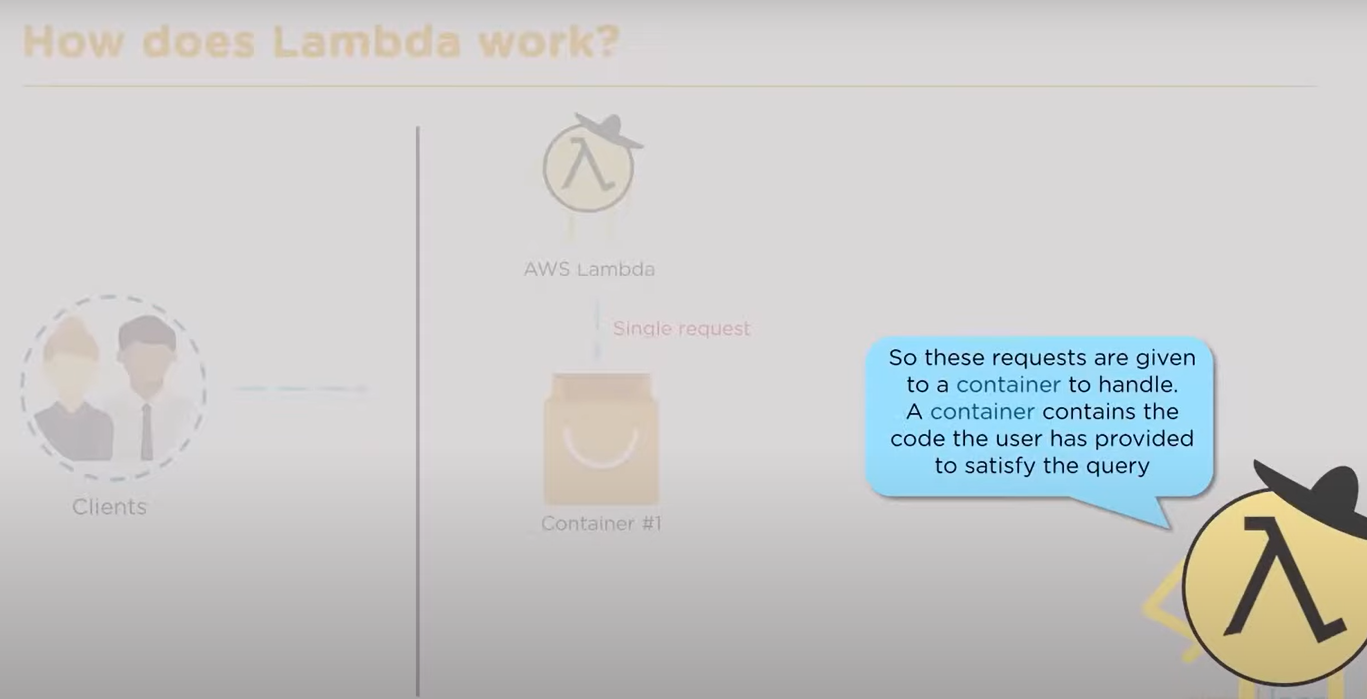 How does Lambda work?
AWS Lambda
Single request
Clients
Container #1
So these requests are given
to a container to handle.
A container contains the
code the user has provided
to satisfy the query